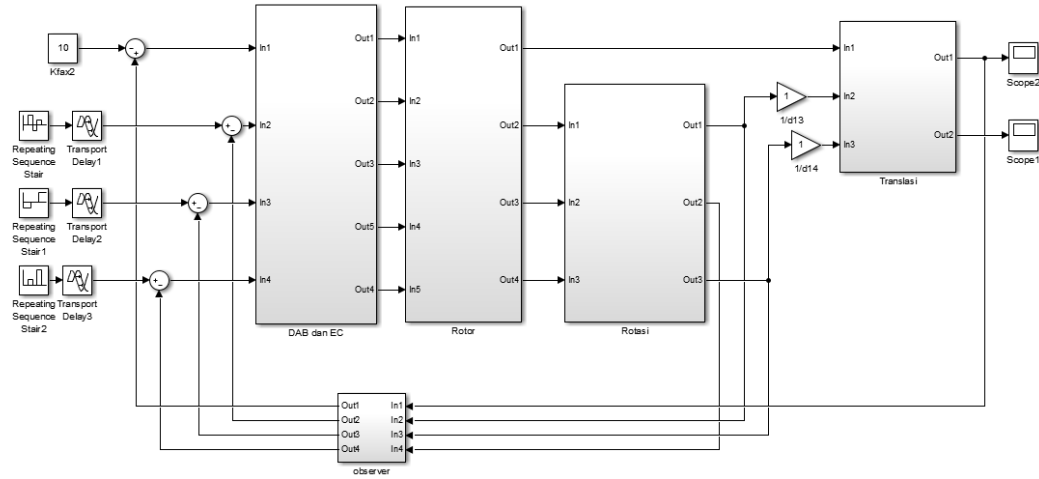 10
Kfax2
Repeating
Sequence
Stair
Transport
Delay1
Repeating
Sequence
Stair1
Transport
Delay2
Repeating
Sequence
Stair2
Transport
Delay3
In1
In2
In3
In4
Out1
Out2
Out3
Out5
Out4
DAB dan EC
In1
In2
In3
In4
In5
Out1
Out2
Out3
Out4
Rotor
In1
In2
In3
Out1
Out2
Out3
Rotasi
1
1/d13
1
1/d14
In1
In2
In3
Out1
Out2
Translasi
Scope2
Scope1
Out1
Out2
Out3
Out4
In1
In2
In3
In4
observer